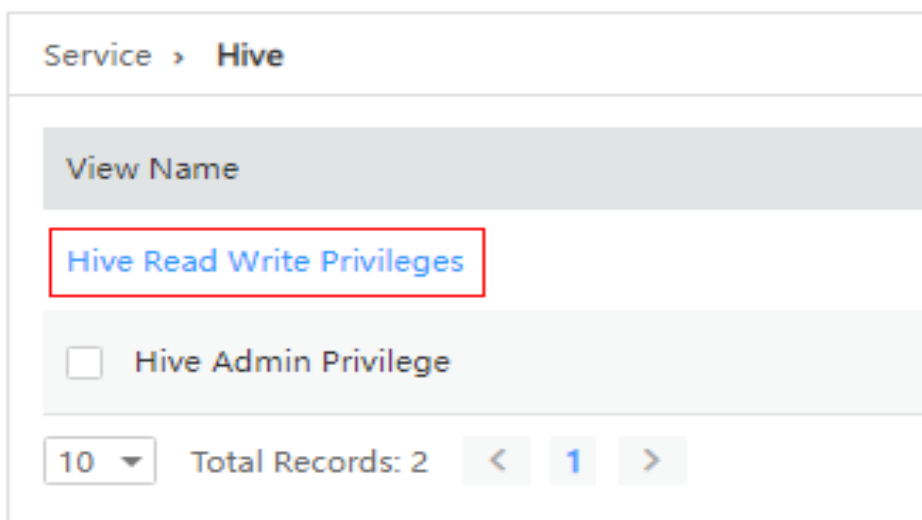 Service > Hive
View Name
Hive Read Write Privileges
Hive Admin Privilege
10 Total Records: 2 < 1 >